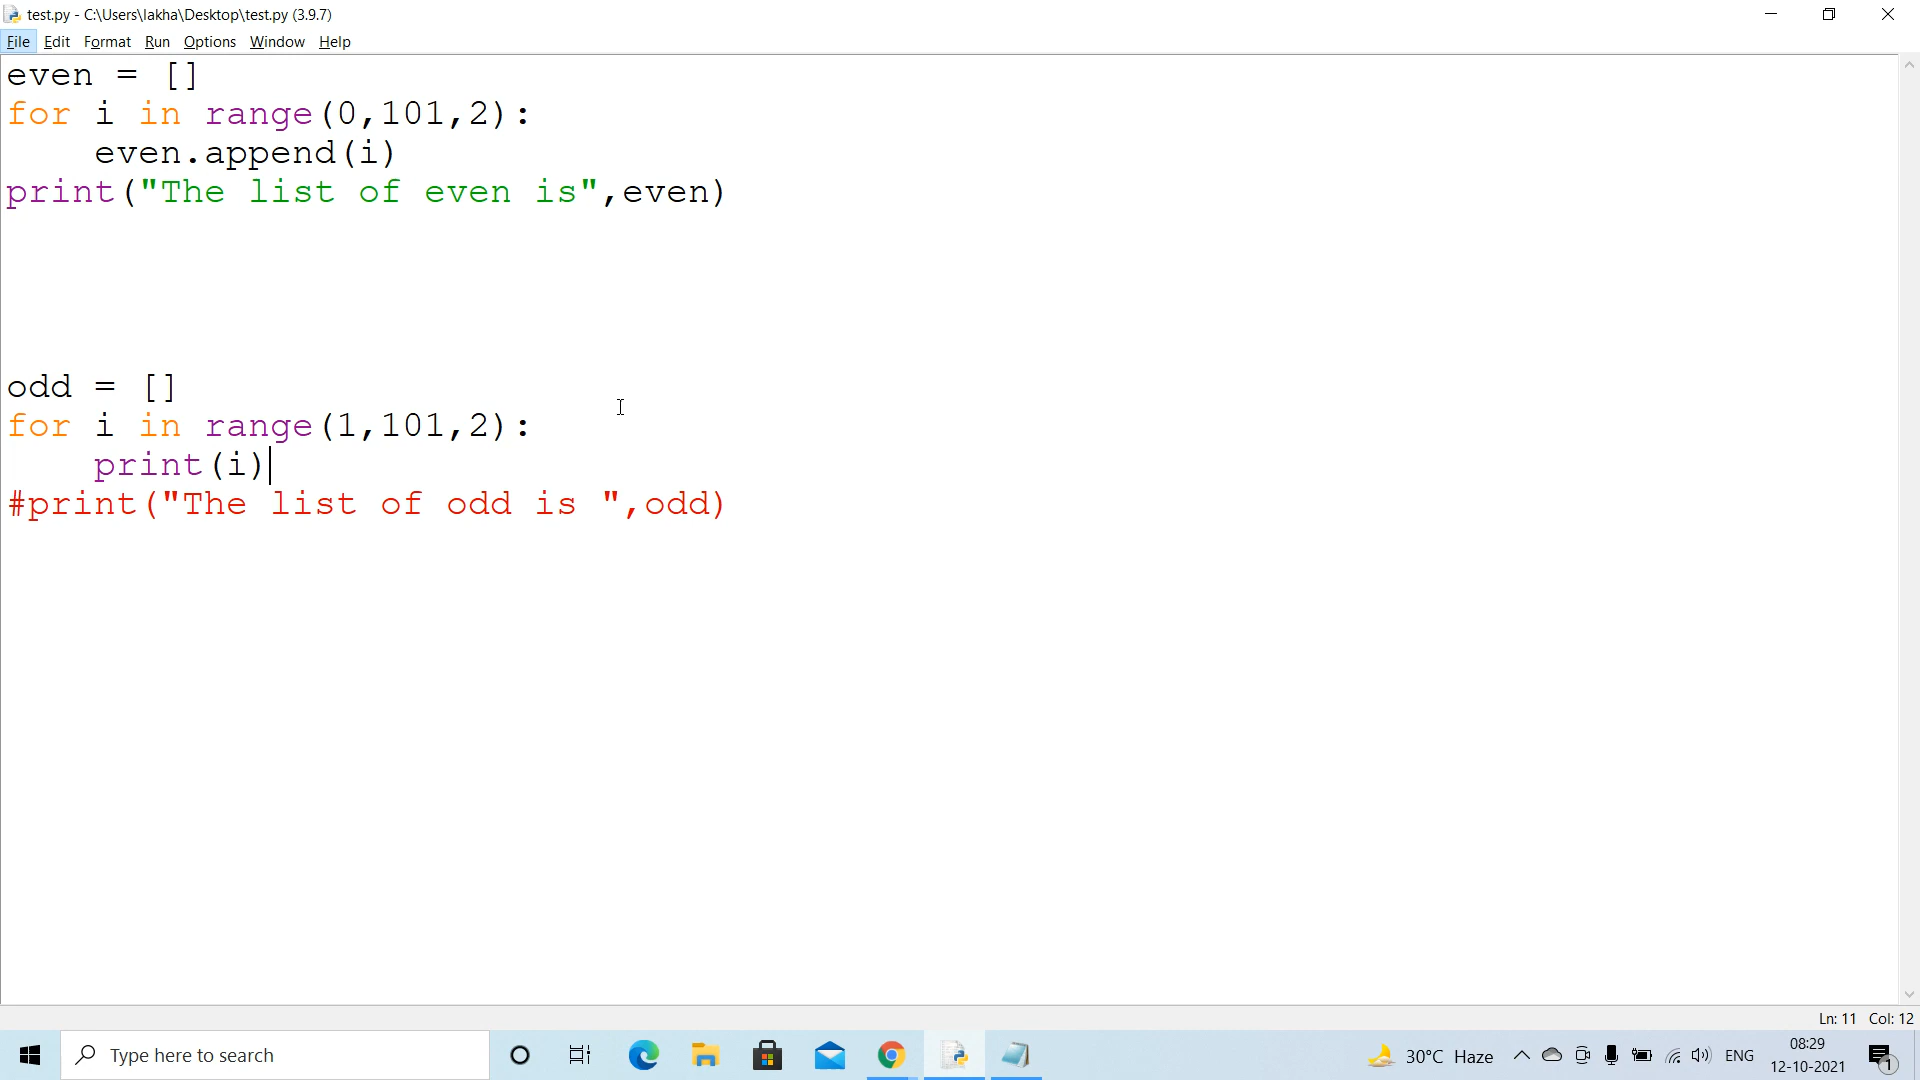 test.py - C:\Users\lakha\Desktop\test.py (3.9.7)
File Edit Format Run Options Window Help
even = []
for i in range(0,101,2):
    even.append(i)
print("The list of even is",even)
odd = []
for i in range(1,101,2):
    print(i)
#print("The list of odd is ",odd)
Ln: 11 Col: 12
Type here to search
30°C Haze
ENG
08:29
12-10-2021
1